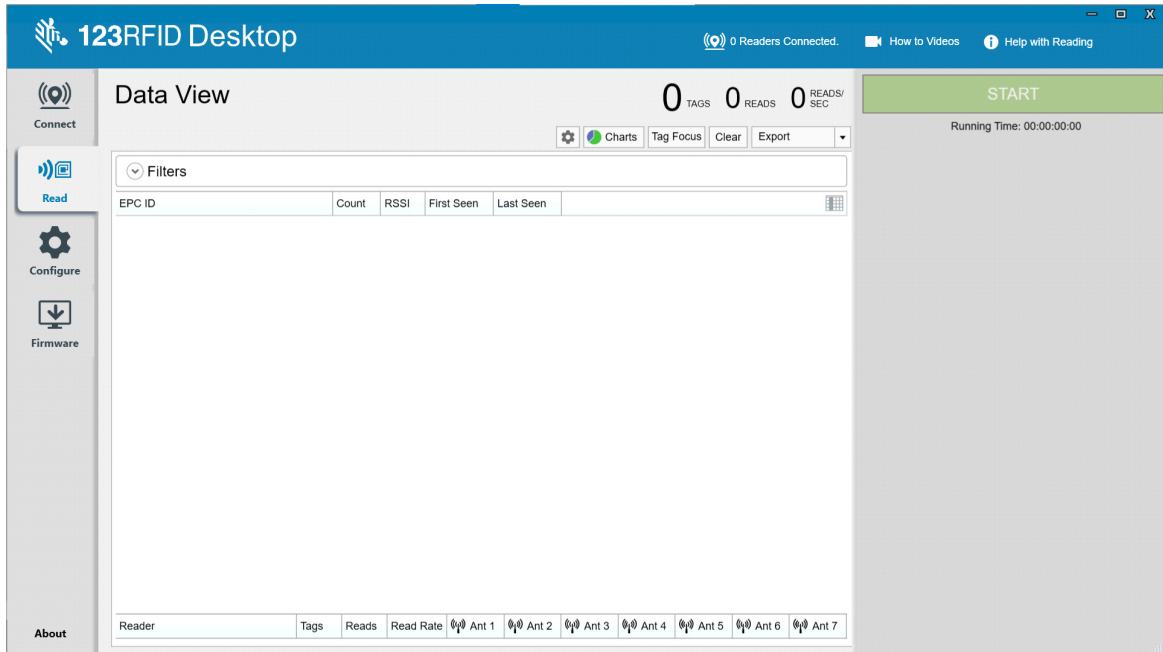 123RFID Desktop
0 Readers Connected.
How to Videos
Help with Reading
X
Connect
Read
Configure
Firmware
About
Data View
0 TAGS 0 READS 0 READS/SEC
Charts Tag Focus Clear Export
Filters
EPC ID Count RSSI First Seen Last Seen
Reader Tags Reads Read Rate Ant 1 Ant 2 Ant 3 Ant 4 Ant 5 Ant 6 Ant 7
START
Running Time: 00:00:00:00